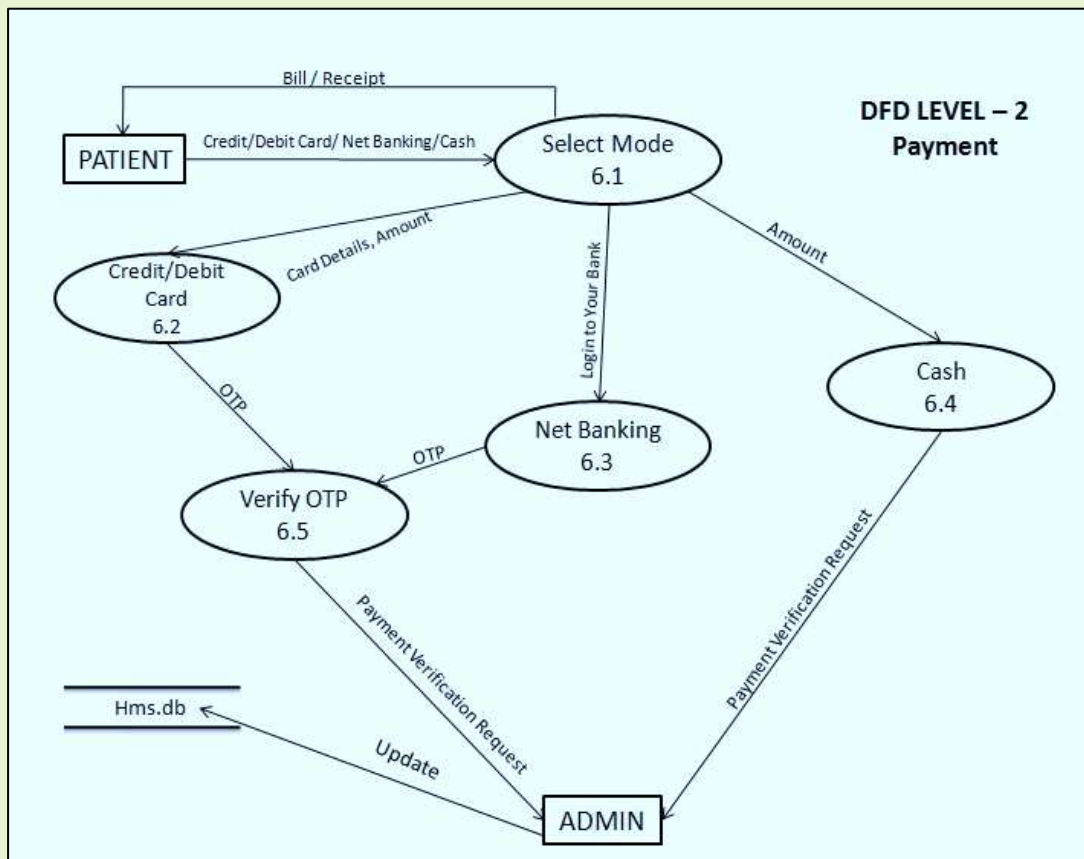 Bill / Receipt
DFD LEVEL – 2
Payment
PATIENT
Credit/Debit Card/ Net Banking/Cash
Select Mode
6.1
Card Details, Amount
Login to Your Bank
Amount
Credit/Debit
Card
6.2
Cash
6.4
OTP
Net Banking
6.3
OTP
Verify OTP
6.5
Payment Verification Request
Payment Verification Request
Hms.db
Update
ADMIN